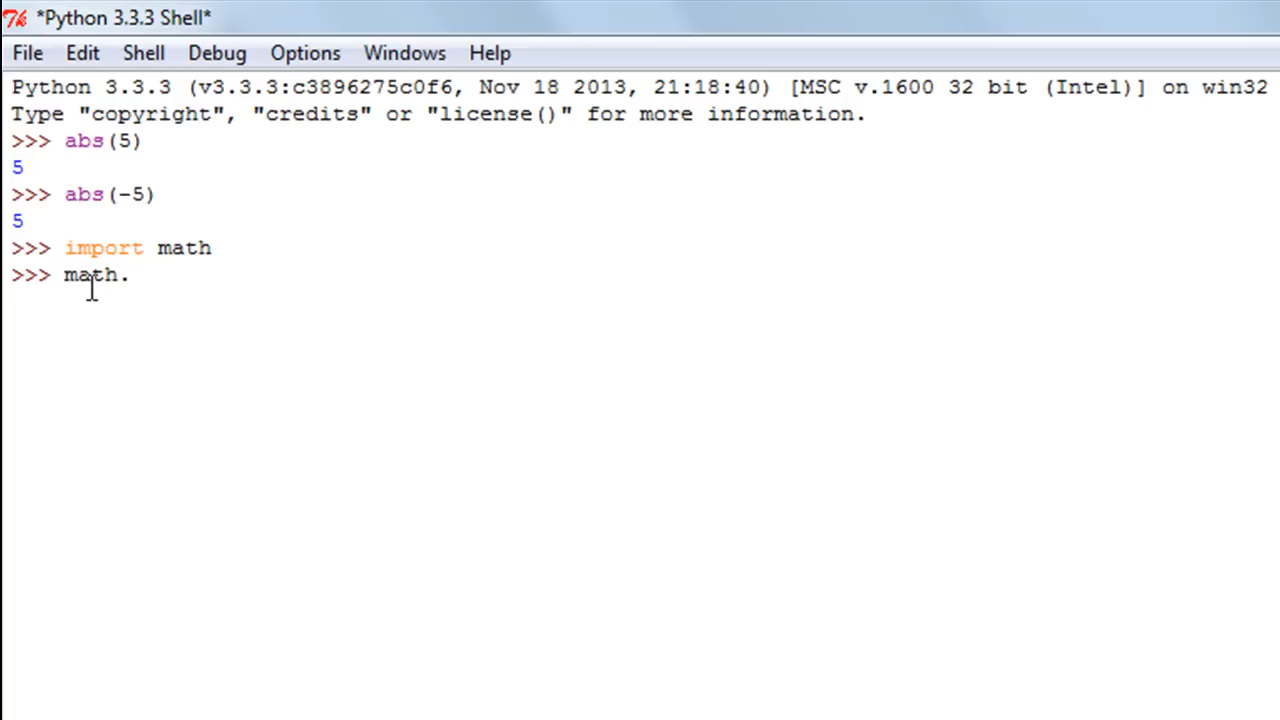 *Python 3.3.3 Shell*
File Edit Shell Debug Options Windows Help
Python 3.3.3 (v3.3.3:c3896275c0f6, Nov 18 2013, 21:18:40) [MSC v.1600 32 bit (Intel)] on win32
Type "copyright", "credits" or "license()" for more information.
>>> abs(5)
5
>>> abs(-5)
5
>>> import math
>>> math.